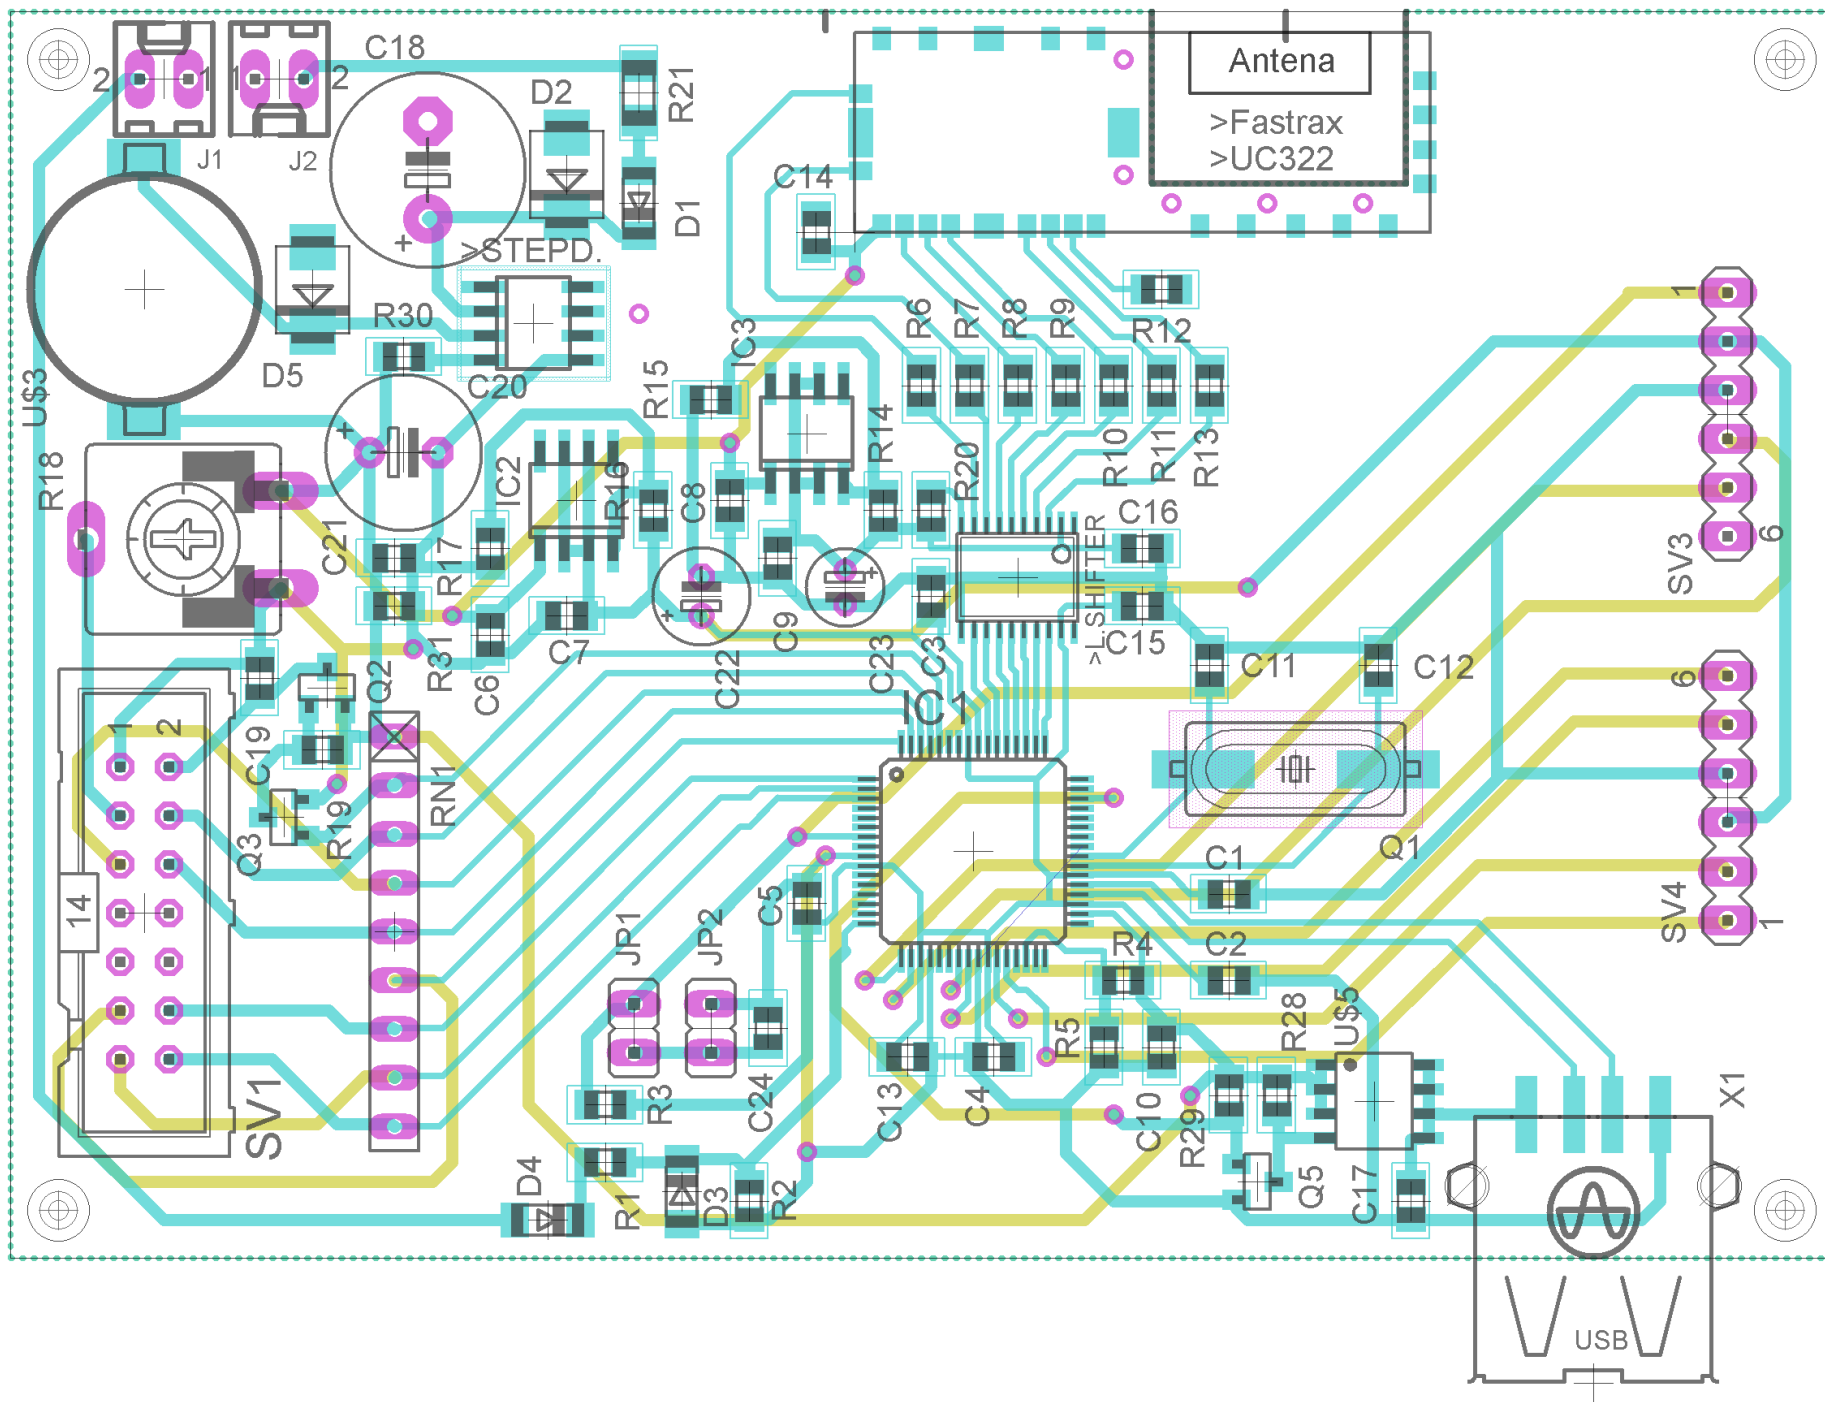 C18
2
1
1
2
J1
J2
D2
R21
D1
Antena
>Fastrax
>UC322
C14
>STEPD.
R30
D5
C20
U$3
R15
IC3
R14
R6
R7
R8
R9
R12
R10
R11
R13
R20
1
6
SV3
R18
C21
R17
IC2
R16
C8
C16
>L.SHIFTER
C15
C11
C12
R31
C6
C7
C22
C9
C23
C3
IC1
Q2
1
2
C19
Q3
R19
RN1
14
SV1
6
SV4
1
Q1
C1
C2
R4
C5
JP1
JP2
R3
C24
C13
C4
R5
C10
R29
R28
U$5
Q5
C17
X1
D4
R1
D3
R2
USB